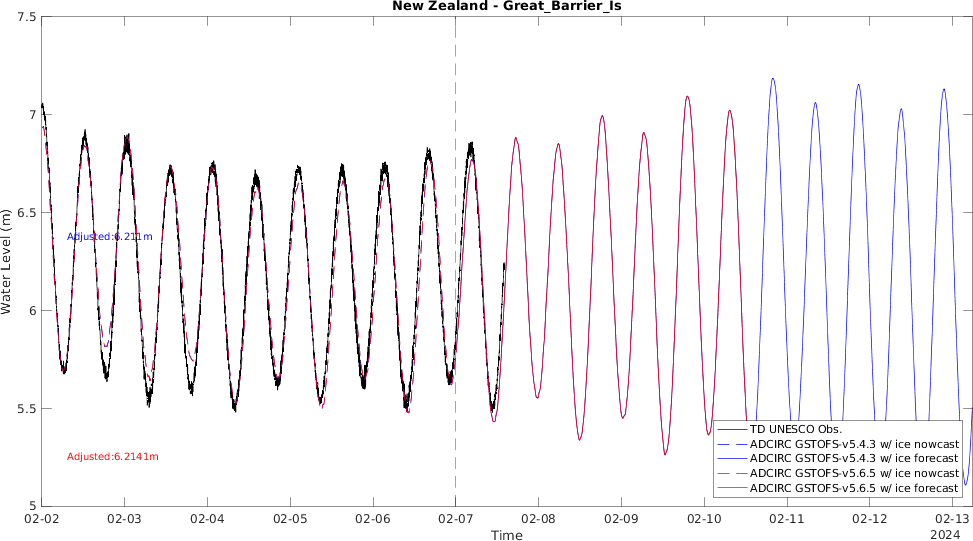 New Zealand - Great_Barrier_Is
7.5
7
6.5
6
5.5
5
Water Level (m)
Adjusted:6.211m
Adjusted:6.2141m
TD UNESCO Obs.
ADCIRC GSTOFS-v5.4.3 w/ ice nowcast
ADCIRC GSTOFS-v5.4.3 w/ ice forecast
ADCIRC GSTOFS-v5.6.5 w/ ice nowcast
ADCIRC GSTOFS-v5.6.5 w/ ice forecast
02-02 02-03 02-04 02-05 02-06 02-07 02-08 02-09 02-10 02-11 02-12 02-13
Time
2024